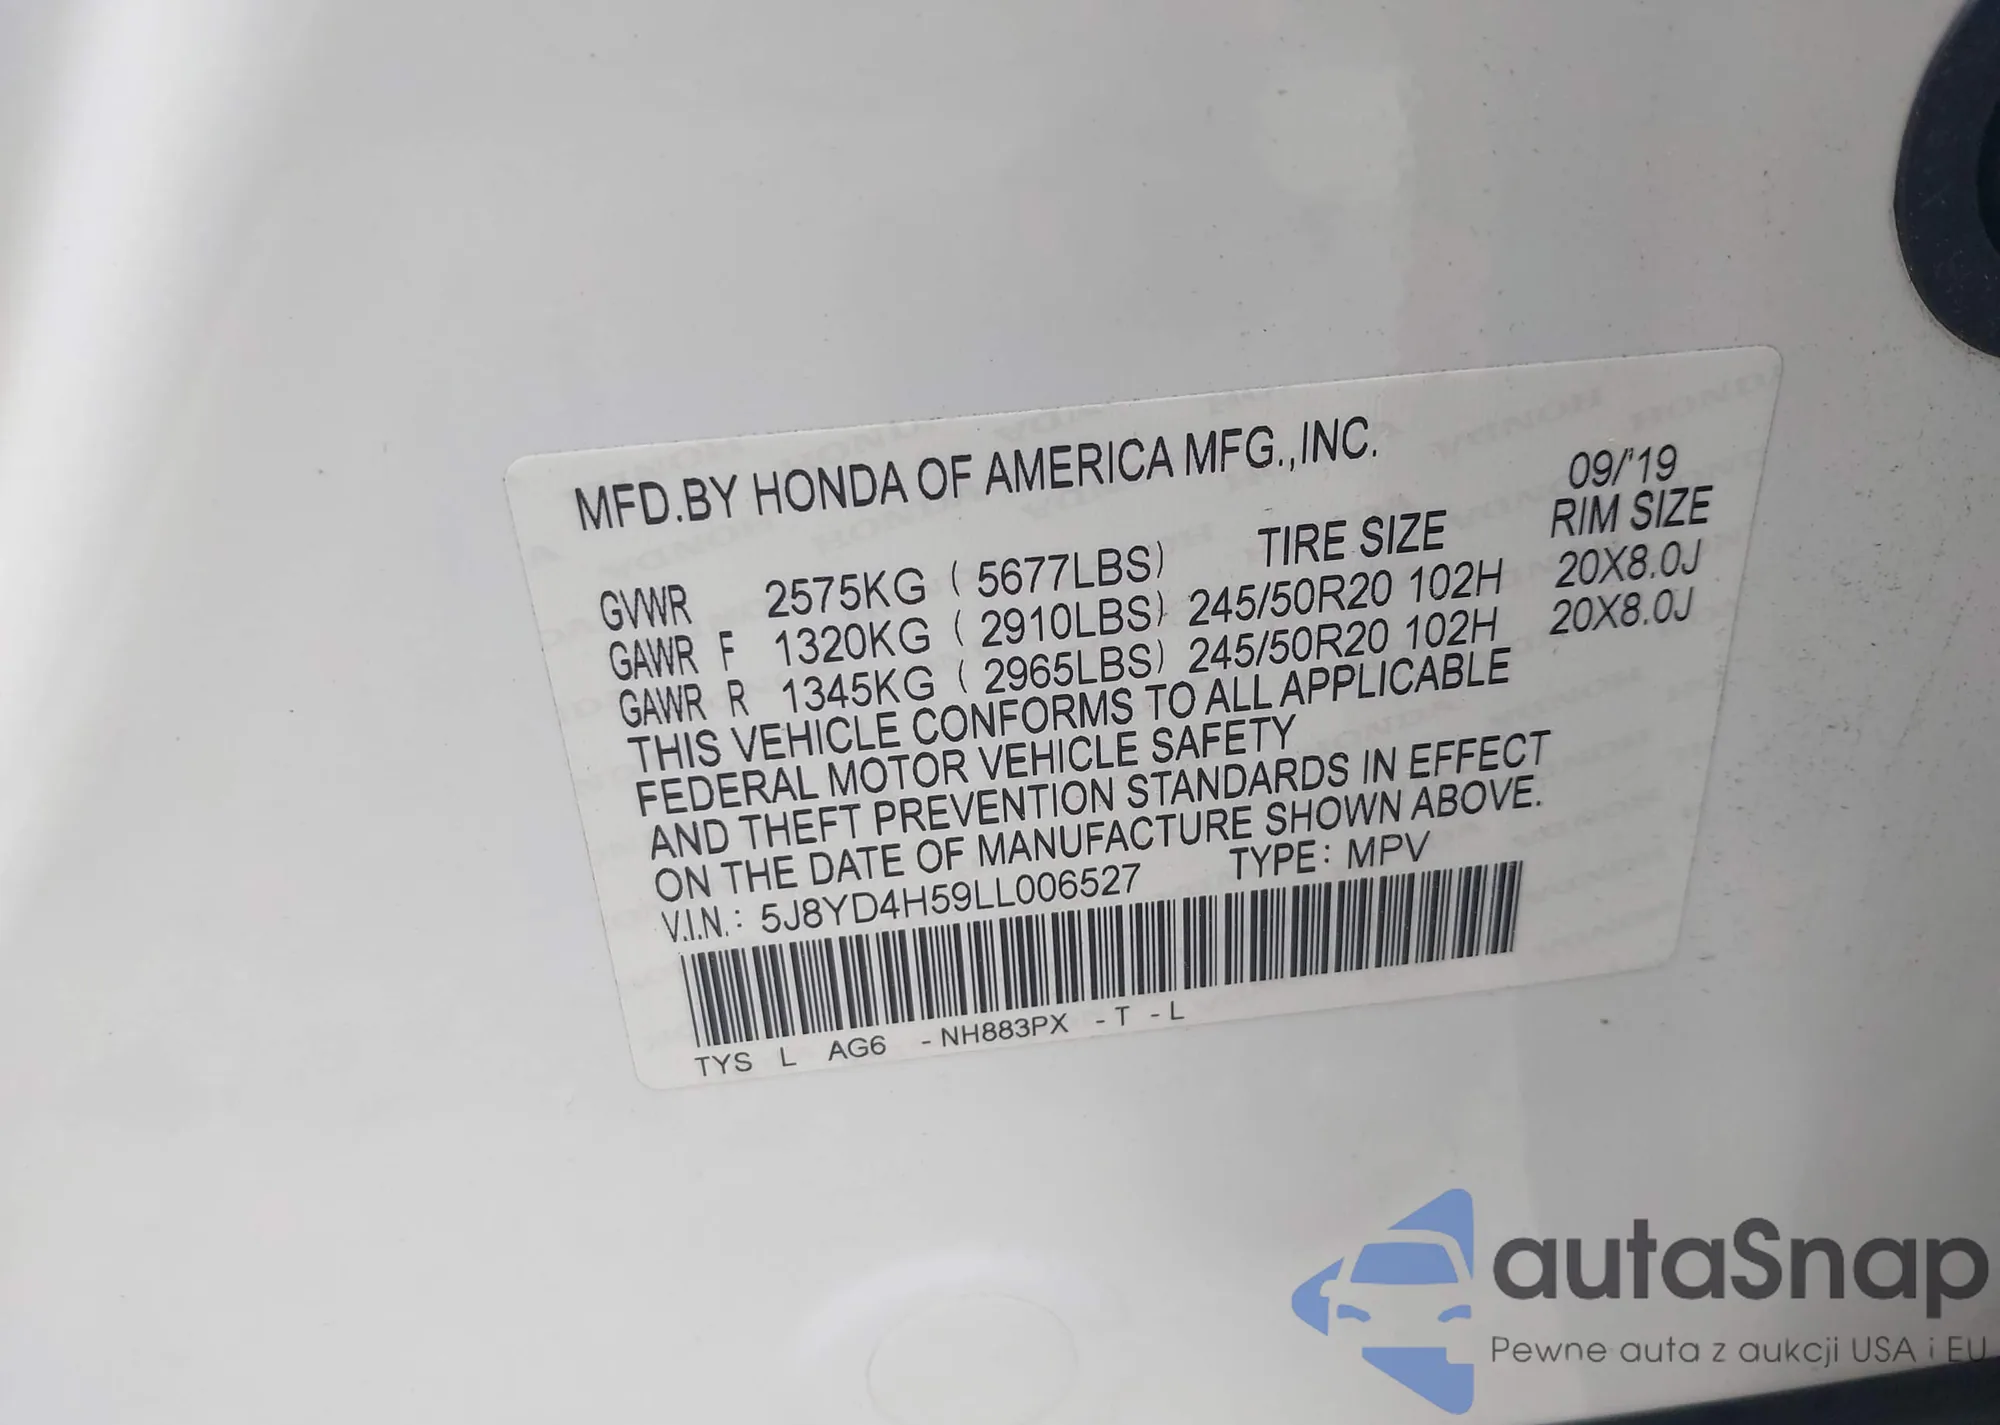 MFD.BY HONDA OF AMERICA MFG.,INC.
09/'19
TIRE SIZE RIM SIZE
GVWR 2575KG ( 5677LBS)
GAWR F 1320KG ( 2910LBS) 245/50R20 102H 20X8.0J
GAWR R 1345KG ( 2965LBS) 245/50R20 102H 20X8.0J
THIS VEHICLE CONFORMS TO ALL APPLICABLE
FEDERAL MOTOR VEHICLE SAFETY
AND THEFT PREVENTION STANDARDS IN EFFECT
ON THE DATE OF MANUFACTURE SHOWN ABOVE.
V.I.N.: 5J8YD4H59LL006527 TYPE: MPV
TYS L AG6 -NH883PX -T -L
autaSnap
Pewne auta z aukcji USA i EU